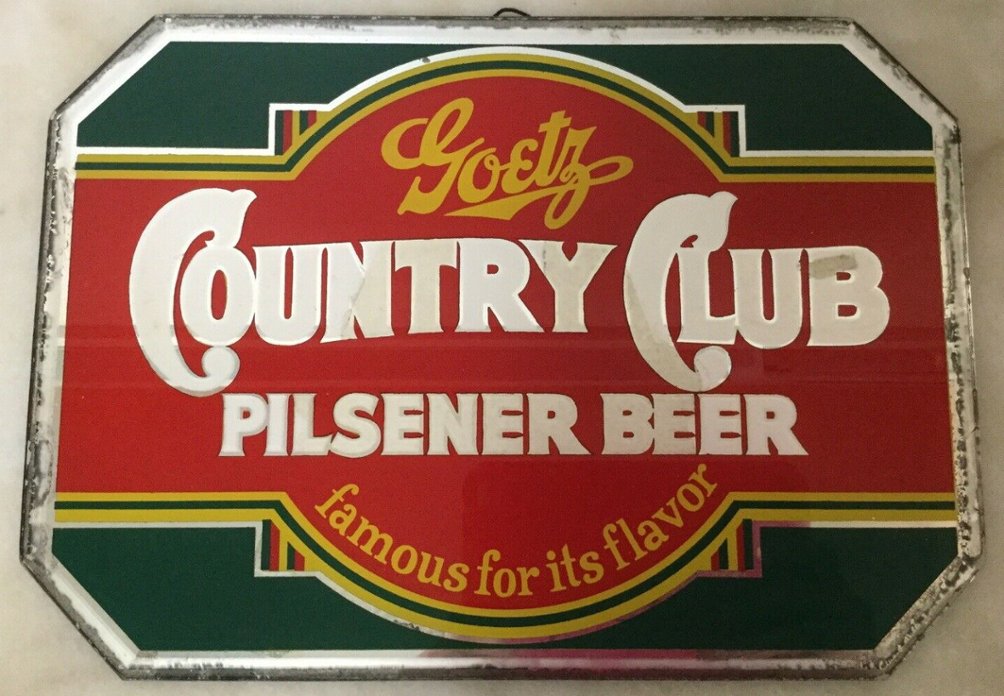 Goetz
COUNTRY CLUB
PILSENER BEER
famous for its flavor